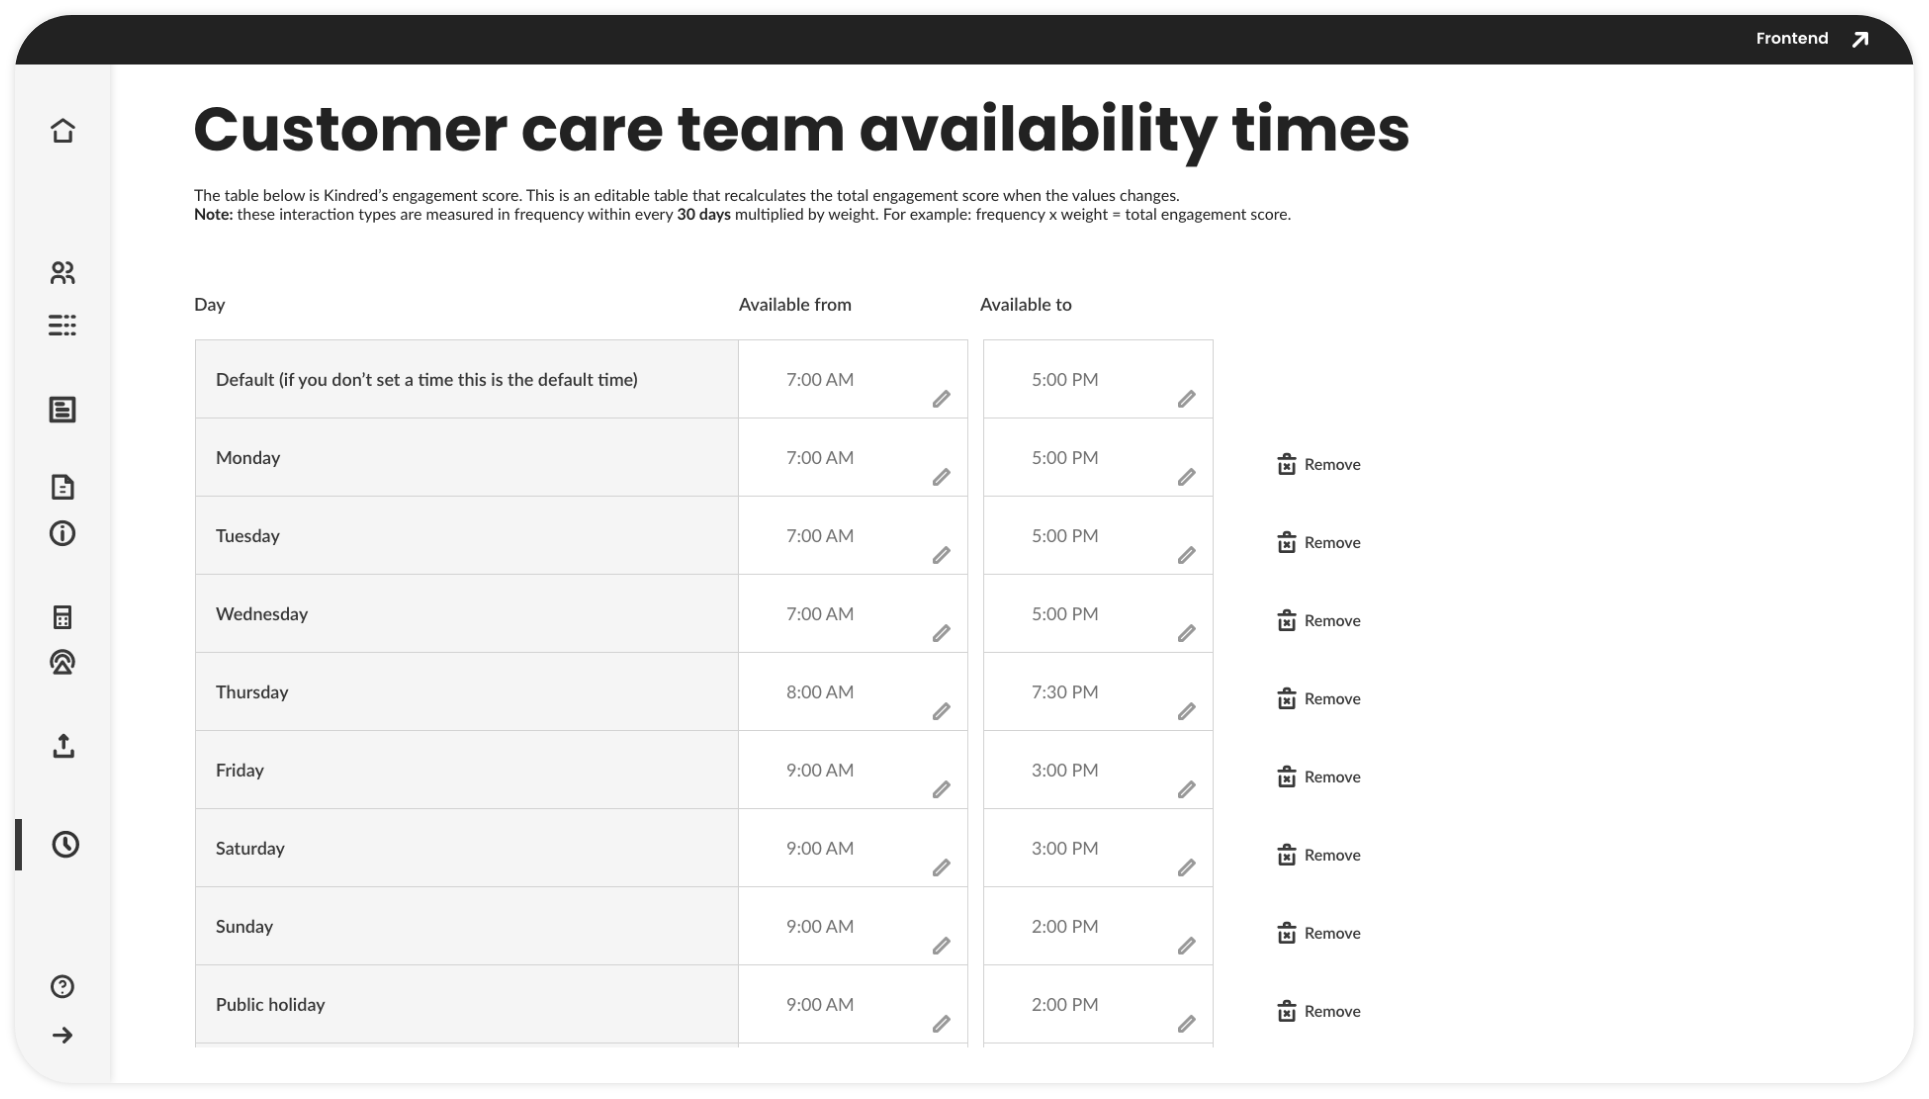 Frontend
Customer care team availability times
The table below is Kindred’s engagement score. This is an editable table that recalculates the total engagement score when the values changes.
Note: these interaction types are measured in frequency within every 30 days multiplied by weight. For example: frequency x weight = total engagement score.
Day Available from Available to
Default (if you don’t set a time this is the default time) 7:00 AM 5:00 PM
Monday 7:00 AM 5:00 PM Remove
Tuesday 7:00 AM 5:00 PM Remove
Wednesday 7:00 AM 5:00 PM Remove
Thursday 8:00 AM 7:30 PM Remove
Friday 9:00 AM 3:00 PM Remove
Saturday 9:00 AM 3:00 PM Remove
Sunday 9:00 AM 2:00 PM Remove
Public holiday 9:00 AM 2:00 PM Remove